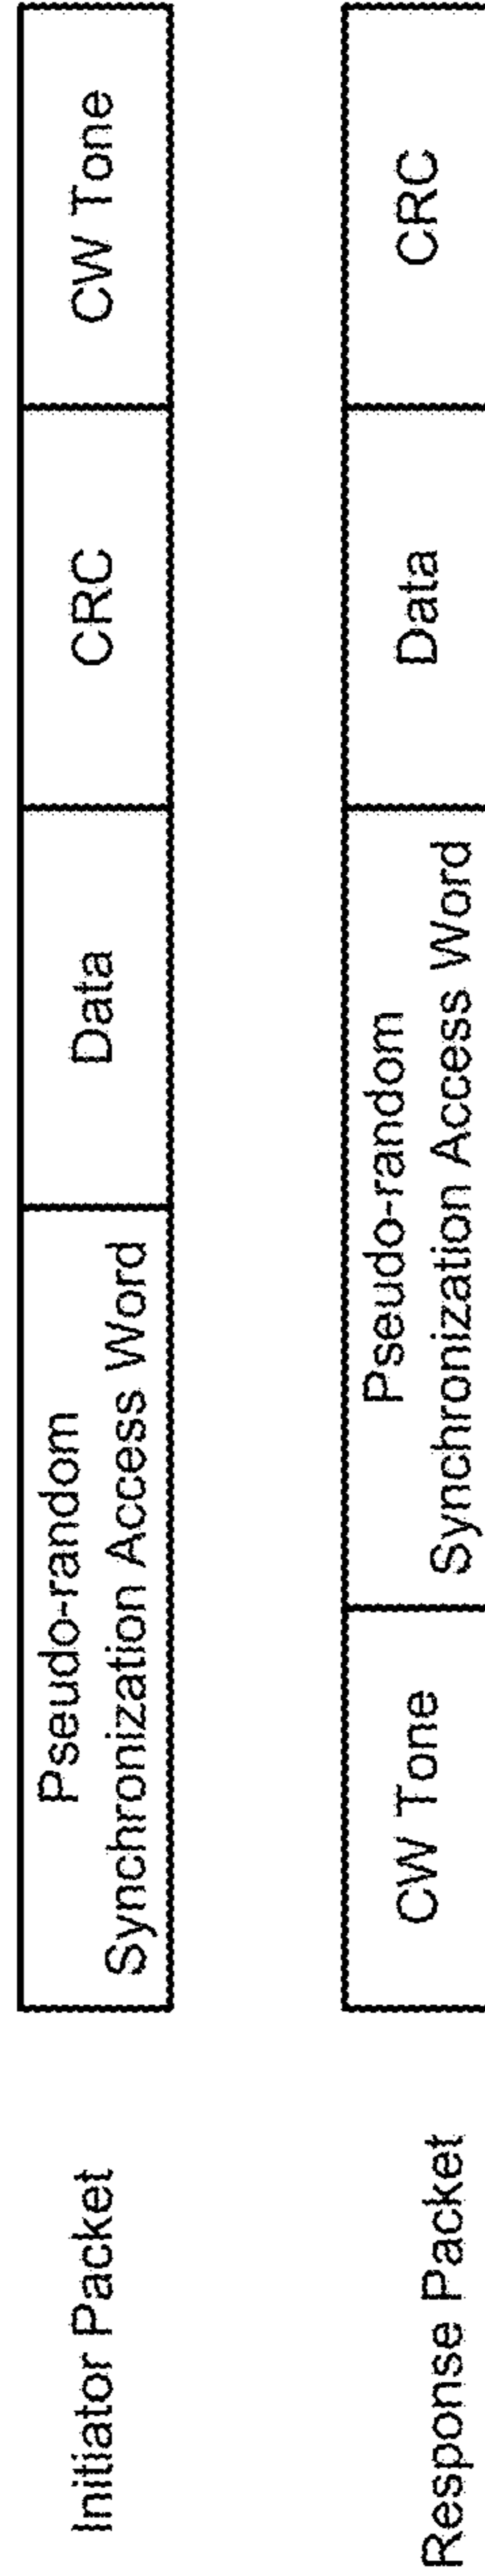 Initiator Packet
Pseudo-random
Synchronization Access Word
Data
CRC
CW Tone
Response Packet
CW Tone
Pseudo-random
Synchronization Access Word
Data
CRC